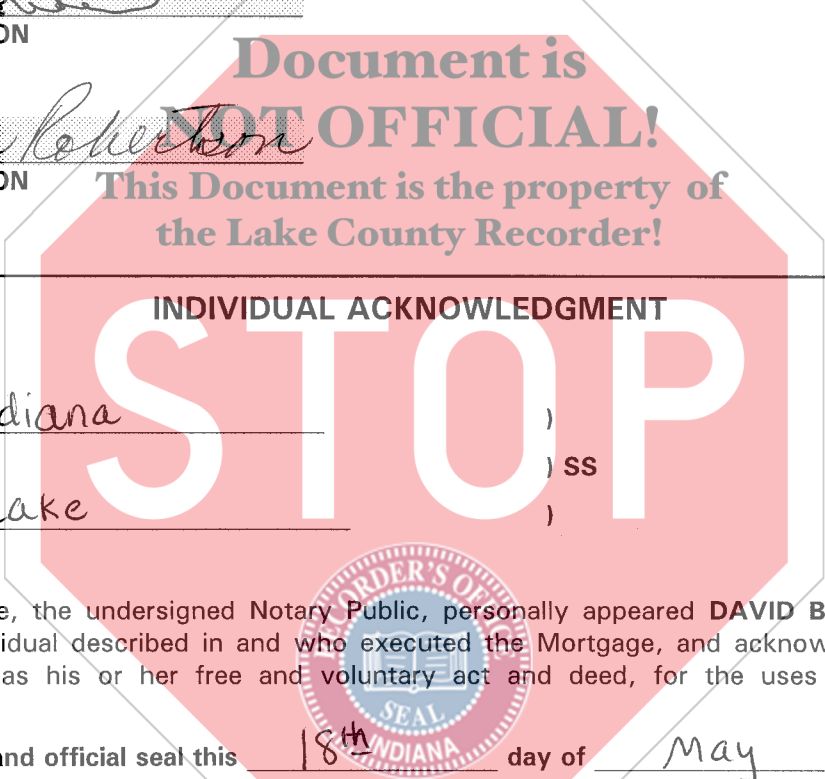 ON
Document is
NOT OFFICIAL!
Robertson
ON
This Document is the property of
the Lake County Recorder!
INDIVIDUAL ACKNOWLEDGMENT
STOP
diana )
) SS
ake )
RECORDER'S OFFICE
e, the undersigned Notary Public, personally appeared DAVID B
idual described in and who executed the Mortgage, and acknow
as his or her free and voluntary act and deed, for the uses
SEAL
INDIANA
and official seal this 18th day of May